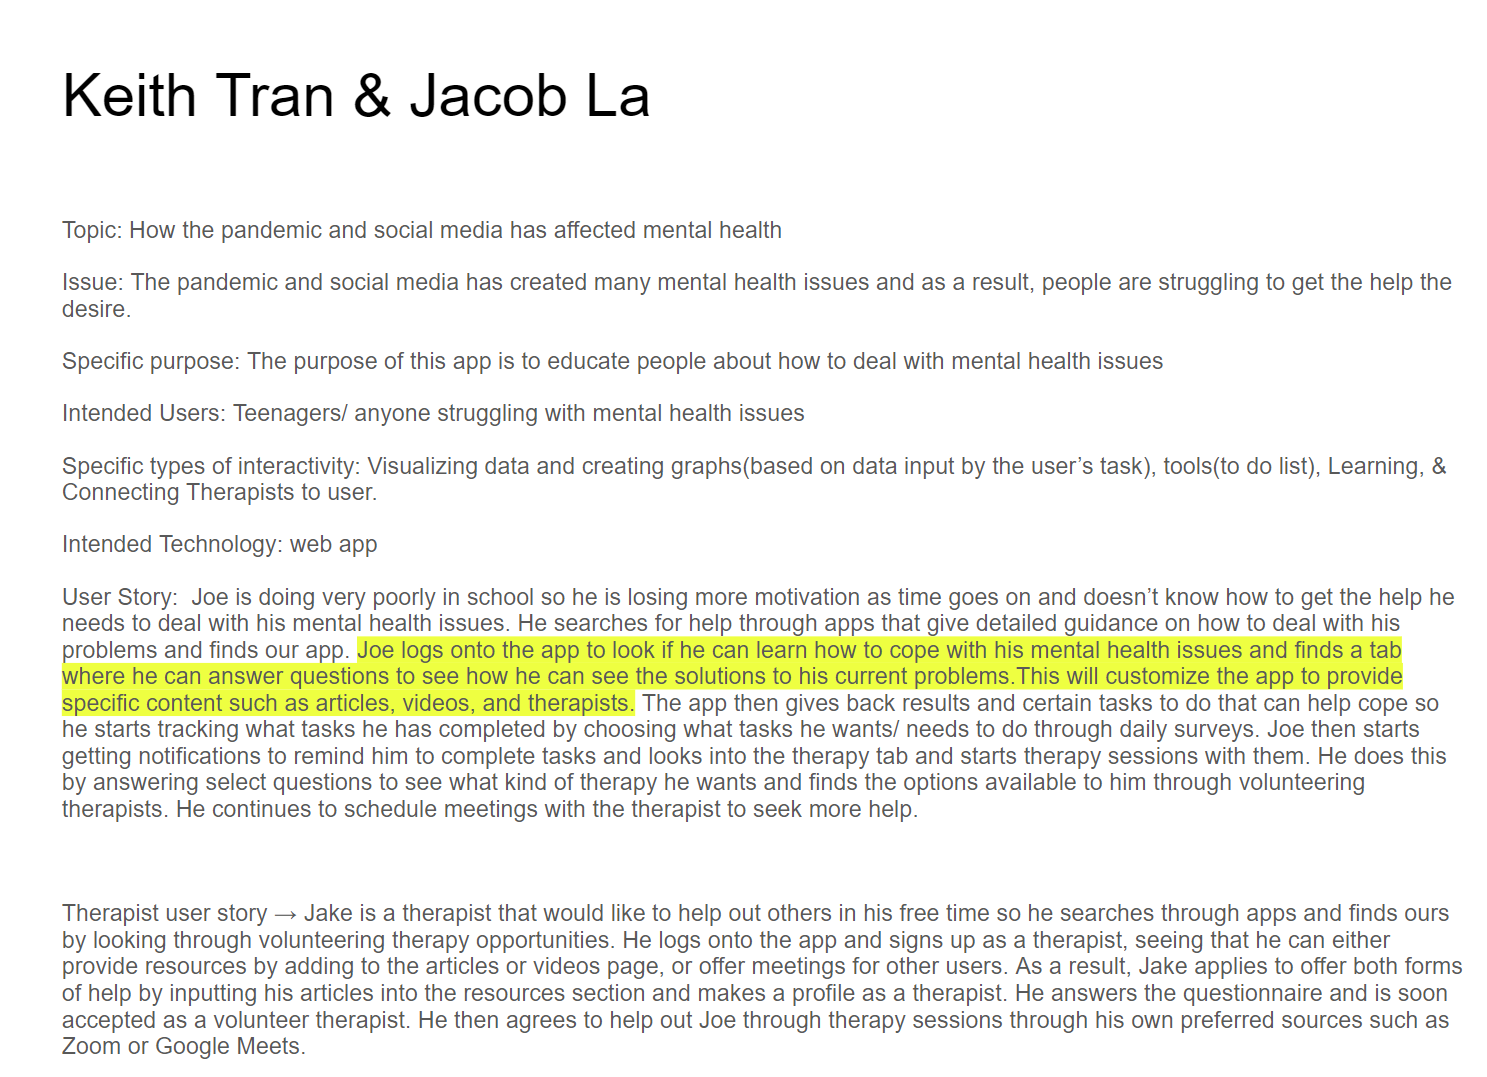 Keith Tran & Jacob La
Topic: How the pandemic and social media has affected mental health
Issue: The pandemic and social media has created many mental health issues and as a result, people are struggling to get the help the
desire.
Specific purpose: The purpose of this app is to educate people about how to deal with mental health issues
Intended Users: Teenagers/ anyone struggling with mental health issues
Specific types of interactivity: Visualizing data and creating graphs(based on data input by the user’s task), tools(to do list), Learning, &
Connecting Therapists to user.
Intended Technology: web app
User Story:  Joe is doing very poorly in school so he is losing more motivation as time goes on and doesn’t know how to get the help he
needs to deal with his mental health issues. He searches for help through apps that give detailed guidance on how to deal with his
problems and finds our app. Joe logs onto the app to look if he can learn how to cope with his mental health issues and finds a tab
where he can answer questions to see how he can see the solutions to his current problems.This will customize the app to provide
specific content such as articles, videos, and therapists. The app then gives back results and certain tasks to do that can help cope so
he starts tracking what tasks he has completed by choosing what tasks he wants/ needs to do through daily surveys. Joe then starts
getting notifications to remind him to complete tasks and looks into the therapy tab and starts therapy sessions with them. He does this
by answering select questions to see what kind of therapy he wants and finds the options available to him through volunteering
therapists. He continues to schedule meetings with the therapist to seek more help.
Therapist user story → Jake is a therapist that would like to help out others in his free time so he searches through apps and finds ours
by looking through volunteering therapy opportunities. He logs onto the app and signs up as a therapist, seeing that he can either
provide resources by adding to the articles or videos page, or offer meetings for other users. As a result, Jake applies to offer both forms
of help by inputting his articles into the resources section and makes a profile as a therapist. He answers the questionnaire and is soon
accepted as a volunteer therapist. He then agrees to help out Joe through therapy sessions through his own preferred sources such as
Zoom or Google Meets.